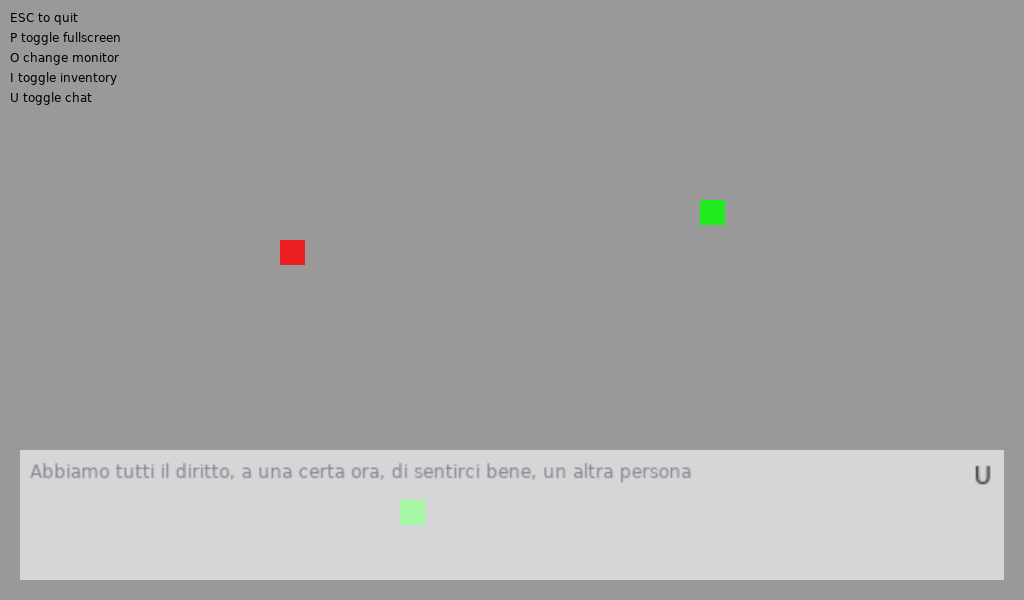 ESC to quit
P toggle fullscreen
O change monitor
I toggle inventory
U toggle chat
Abbiamo tutti il diritto, a una certa ora, di sentirci bene, un altra persona
U